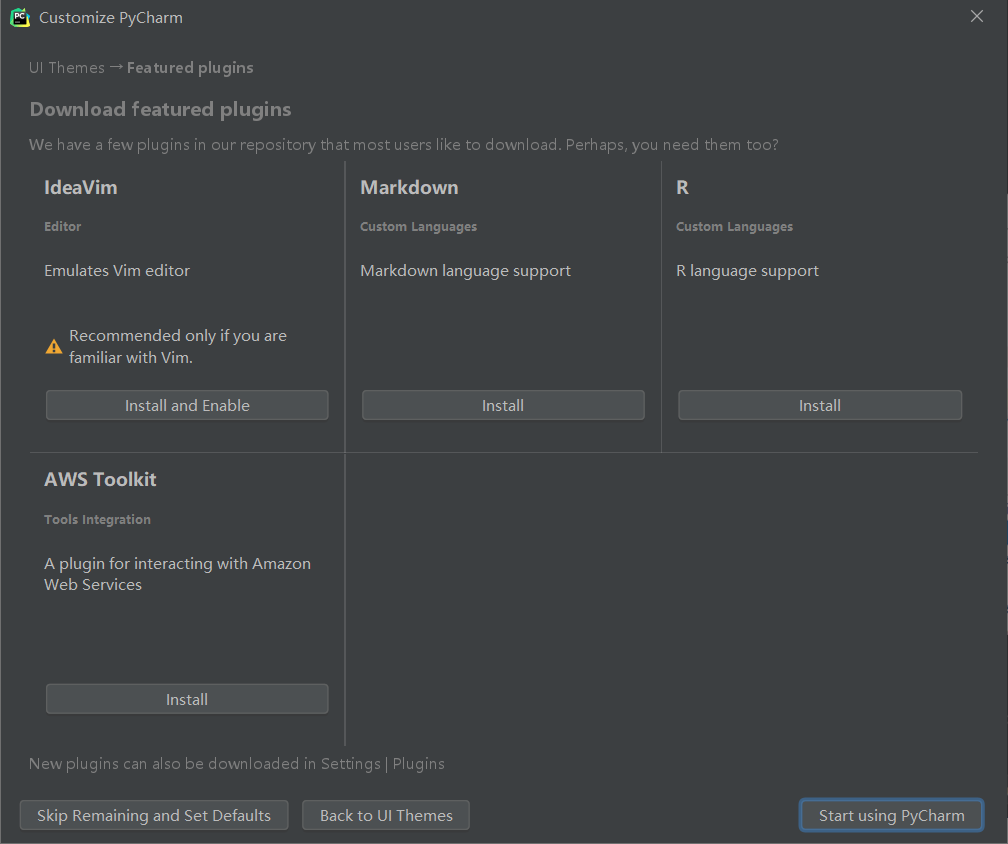 PC
Customize PyCharm
UI Themes → Featured plugins
Download featured plugins
We have a few plugins in our repository that most users like to download. Perhaps, you need them too?
IdeaVim
Editor
Emulates Vim editor
Recommended only if you are
familiar with Vim.
Install and Enable
Markdown
Custom Languages
Markdown language support
Install
R
Custom Languages
R language support
Install
AWS Toolkit
Tools Integration
A plugin for interacting with Amazon
Web Services
Install
New plugins can also be downloaded in Settings | Plugins
Skip Remaining and Set Defaults
Back to UI Themes
Start using PyCharm